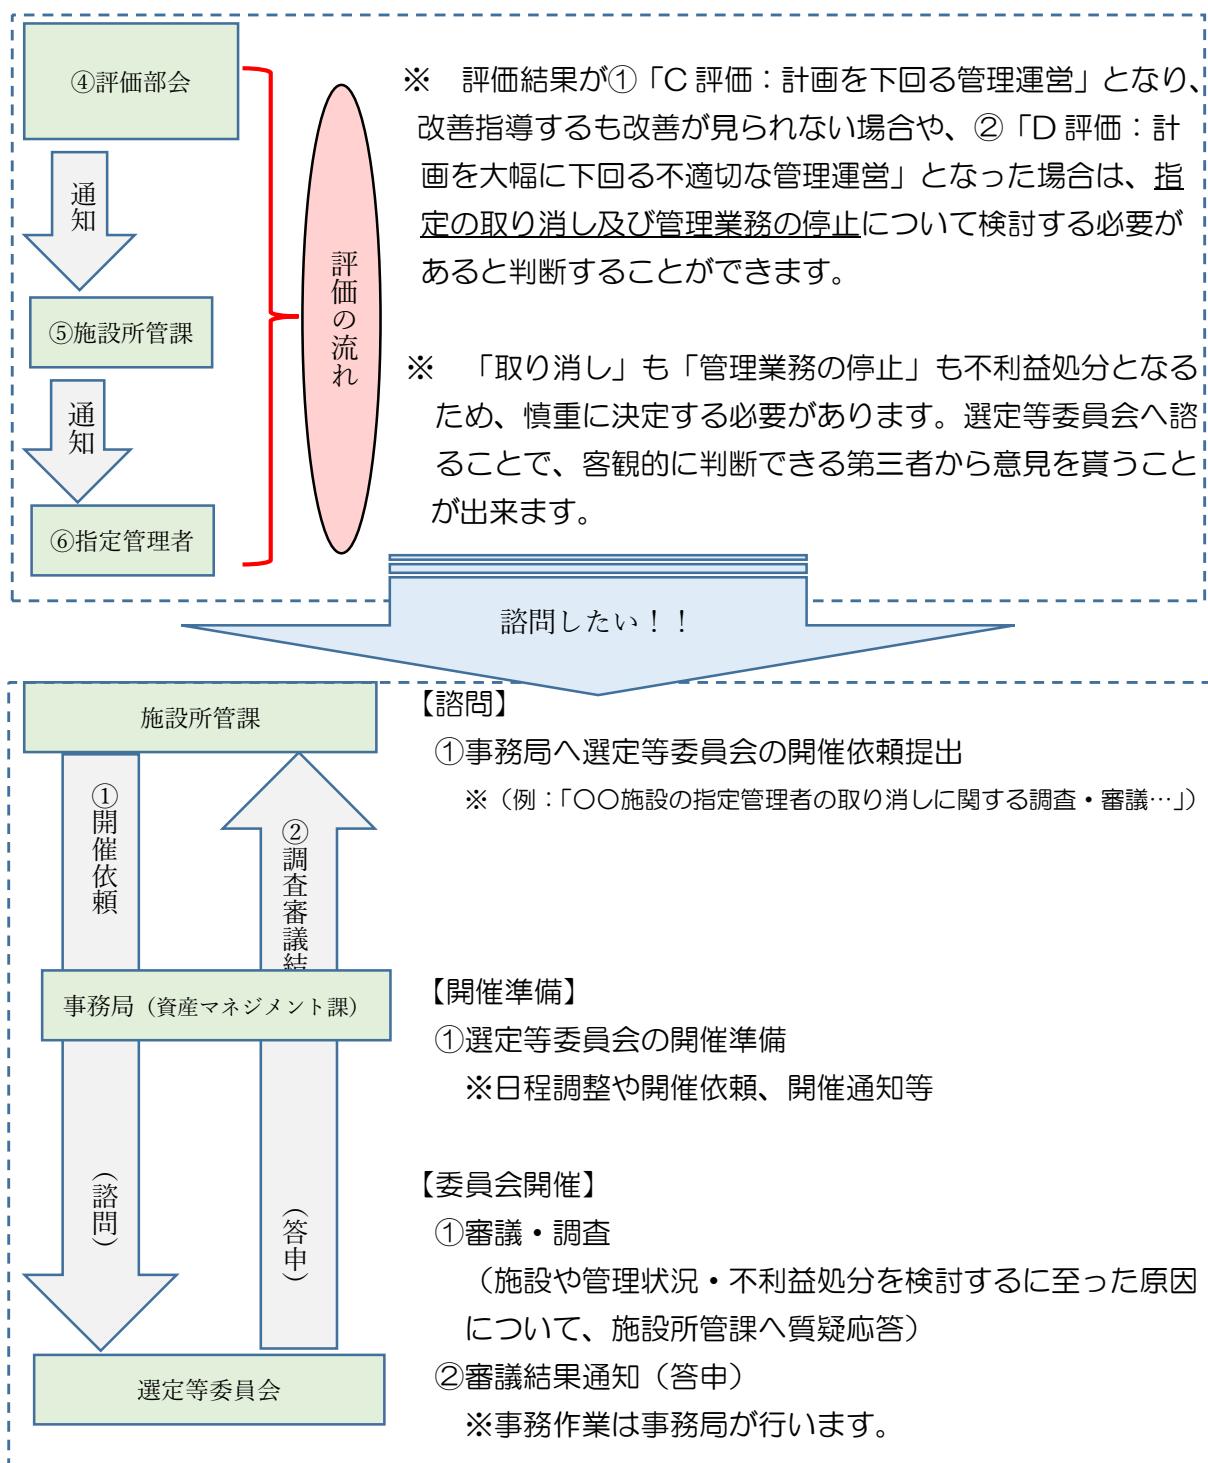 ④評価部会
通知
⑤施設所管課
通知
⑥指定管理者
評価の流れ
※　評価結果が①「C 評価：計画を下回る管理運営」となり、
改善指導するも改善が見られない場合や、②「D 評価：計
画を大幅に下回る不適切な管理運営」となった場合は、指
定の取り消し及び管理業務の停止について検討する必要が
あると判断することができます。
※　「取り消し」も「管理業務の停止」も不利益処分となる
ため、慎重に決定する必要があります。選定等委員会へ諮
ることで、客観的に判断できる第三者から意見を貰うこと
が出来ます。
諮問したい！！
施設所管課
①開催依頼
②調査審議結
事務局（資産マネジメント課）
（諮問）
（答申）
選定等委員会
【諮問】
①事務局へ選定等委員会の開催依頼提出
※（例：「〇〇施設の指定管理者の取り消しに関する調査・審議…」）
【開催準備】
①選定等委員会の開催準備
※日程調整や開催依頼、開催通知等
【委員会開催】
①審議・調査
（施設や管理状況・不利益処分を検討するに至った原因
について、施設所管課へ質疑応答）
②審議結果通知（答申）
※事務作業は事務局が行います。